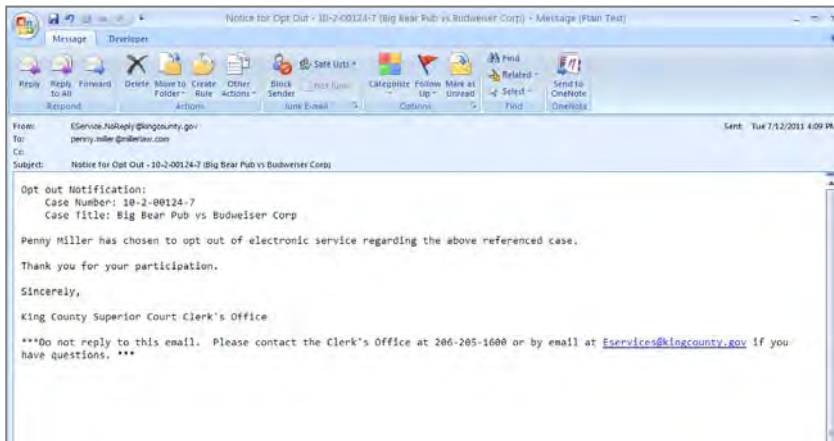 Notice for Opt Out - 10-2-00124-7 (Big Bear Pub vs Budweiser Corp) - Message (Plain Text)
Message Developer
Reply Reply to All Forward Delete Move to Folder Create Rule Other Actions Block Sender Safe Lists Not Junk Categorize Follow Up Mark as Unread Find Related Select Send to OneNote
Respond Actions Junk E-mail Options Find OneNote
From: EService.NoReply@kingcounty.gov Sent: Tue 7/12/2011 4:09 PM
To: penny.miller@millerlaw.com
Cc:
Subject: Notice for Opt Out - 10-2-00124-7 (Big Bear Pub vs Budweiser Corp)
Opt out Notification:
Case Number: 10-2-00124-7
Case Title: Big Bear Pub vs Budweiser Corp
Penny Miller has chosen to opt out of electronic service regarding the above referenced case.
Thank you for your participation.
Sincerely,
King County Superior Court Clerk's Office
***Do not reply to this email. Please contact the Clerk's Office at 206-205-1600 or by email at Eservices@kingcounty.gov if you
have questions. ***